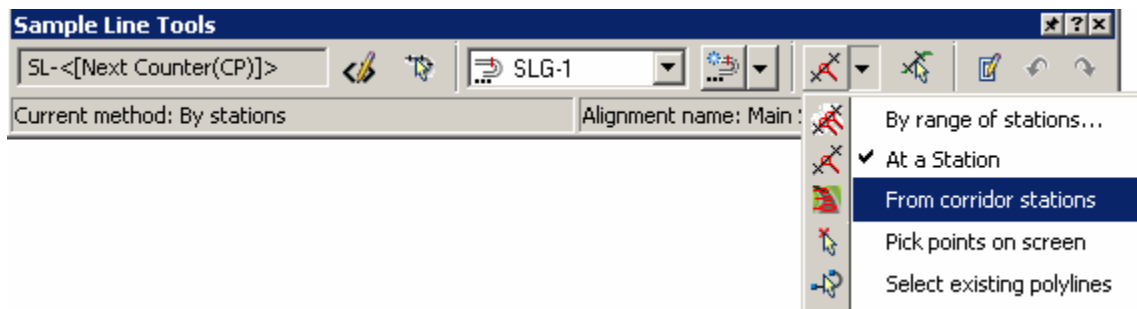 Sample Line Tools
SL-<[Next Counter(CP)]>
SLG-1
Current method: By stations
Alignment name: Main
By range of stations...
At a Station
From corridor stations
Pick points on screen
Select existing polylines